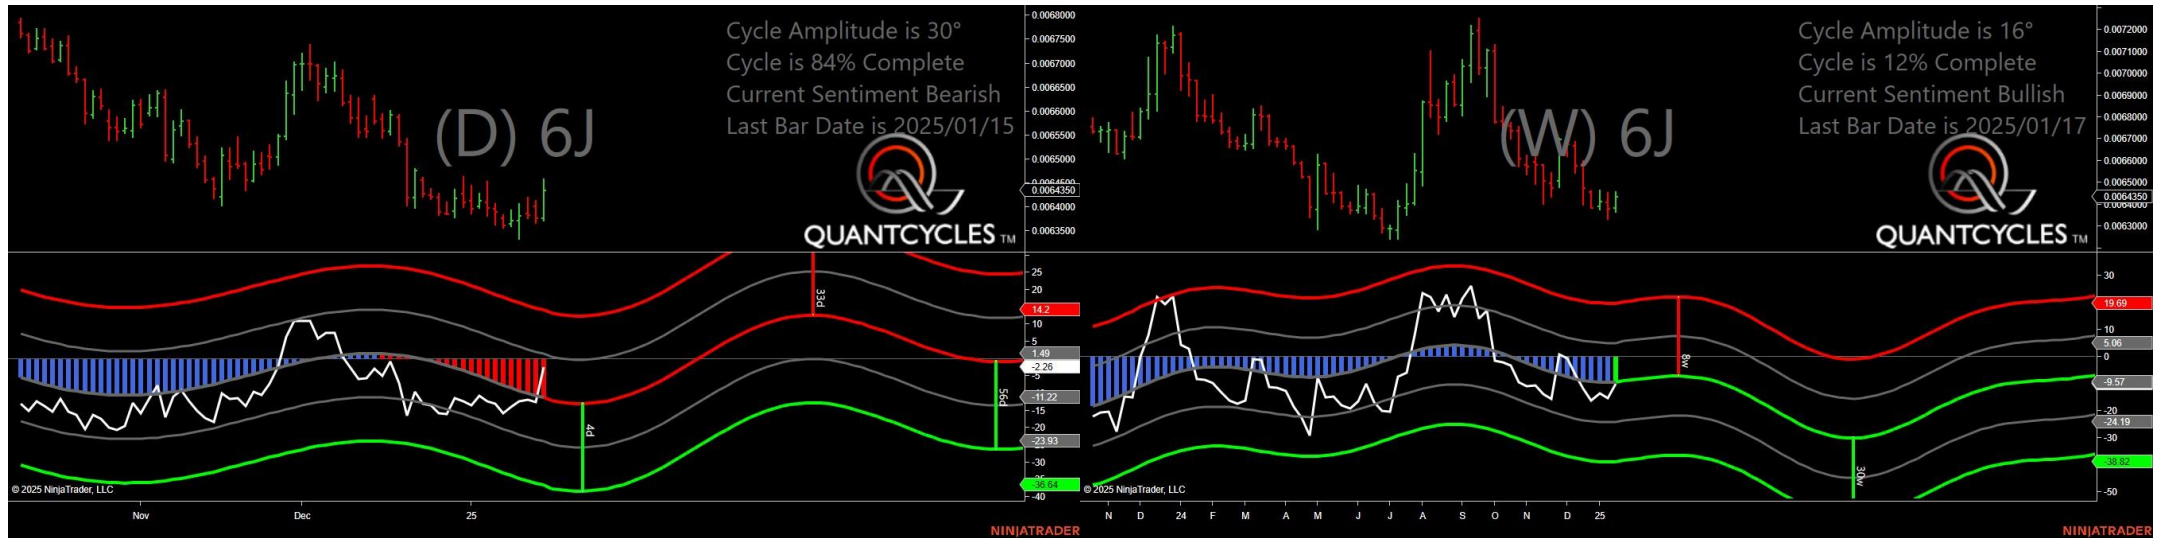 Cycle Amplitude is 30°
Cycle is 84% Complete
Current Sentiment Bearish
Last Bar Date is 2025/01/15
(D) 6J
QUANTCYCLES TM
0.0068000
0.0067500
0.0067000
0.0066500
0.0066000
0.0065500
0.0065000
0.0064500
0.0064350
0.0064000
0.0063500
33d
4d
56d
25
20
14.2
10
5
1.49
-2.26
-5
-11.22
-15
-20
-23.93
-30
-36.64
-40
© 2025 NinjaTrader, LLC
Nov
Dec
25
NINJATRADER
Cycle Amplitude is 16°
Cycle is 12% Complete
Current Sentiment Bullish
Last Bar Date is 2025/01/17
(W) 6J
QUANTCYCLES TM
0.0072000
0.0071000
0.0070000
0.0069000
0.0068000
0.0067000
0.0066000
0.0065000
0.0064350
0.0064000
0.0063000
8w
30w
30
19.69
10
5.06
0
-9.57
-20
-24.19
-30
-38.82
-50
© 2025 NinjaTrader, LLC
N D 24 F M A M J J A S O N D 25
NINJATRADER